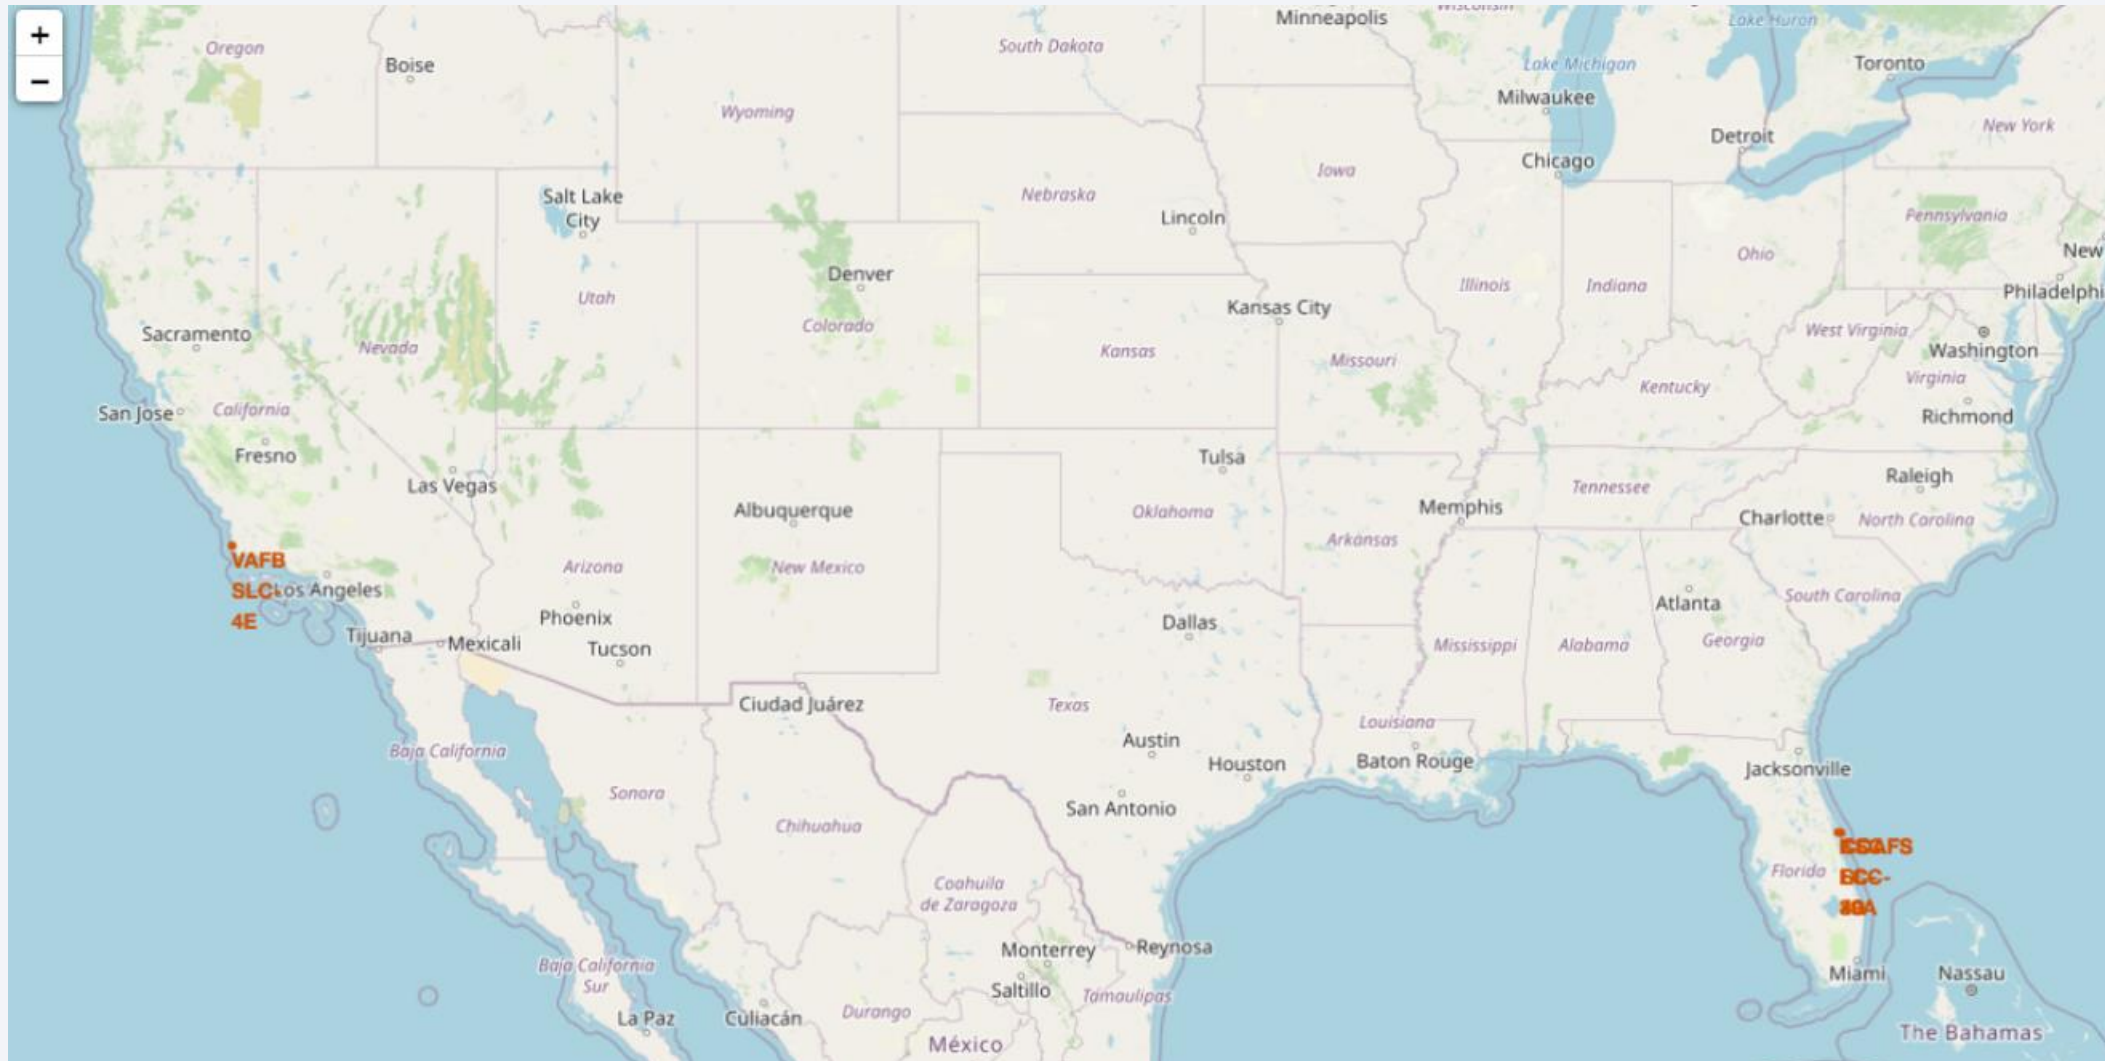 +
−
Minneapolis
Wisconsin
Lake Huron
Oregon
Boise
South Dakota
Lake Michigan
Toronto
Wyoming
Milwaukee
New York
Detroit
Chicago
Iowa
Salt Lake
City
Nebraska
Lincoln
Pennsylvania
New
Ohio
Denver
Utah
Illinois
Indiana
Philadelphi
Kansas City
Colorado
Sacramento
Nevada
West Virginia
Washington
Kansas
Missouri
Kentucky
Virginia
San Jose
California
Richmond
Fresno
Tulsa
Las Vegas
Raleigh
Tennessee
Albuquerque
Oklahoma
Memphis
Charlotte
North Carolina
Arkansas
VAFB
SLC-
4E
Los Angeles
Arizona
New Mexico
Phoenix
Atlanta
South Carolina
Dallas
Tijuana
Mexicali
Tucson
Mississippi
Alabama
Georgia
Ciudad Juárez
Texas
Louisiana
Baja California
Austin
Houston
Baton Rouge
Jacksonville
Sonora
San Antonio
Chihuahua
Florida
Coahuila
de Zaragoza
Monterrey
Reynosa
Baja California
Sur
Saltillo
Tamaulipas
Miami
Nassau
La Paz
Culiacán
Durango
México
The Bahamas